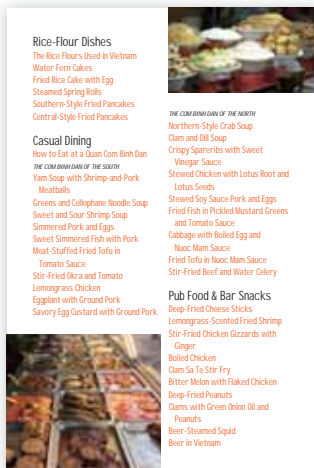 Rice-Flour Dishes
The Rice Flours Used in Vietnam
Water Fern Cakes
Fried Rice Cake with Egg
Steamed Spring Rolls
Southern-Style Fried Pancakes
Central-Style Fried Pancakes
Casual Dining
How to Eat at a Quan Com Binh Dan
THE COM BINH DAN OF THE SOUTH
Yam Soup with Shrimp-and-Pork
Meatballs
Greens and Cellophane Noodle Soup
Sweet and Sour Shrimp Soup
Simmered Pork and Eggs
Sweet Simmered Fish with Pork
Meat-Stuffed Fried Tofu in
Tomato Sauce
Stir-Fried Okra and Tomato
Lemongrass Chicken
Eggplant with Ground Pork
Savory Egg Custard with Ground Pork
THE COM BINH DAN OF THE NORTH
Northern-Style Crab Soup
Clam and Dill Soup
Crispy Spareribs with Sweet
Vinegar Sauce
Stewed Chicken with Lotus Root and
Lotus Seeds
Stewed Soy Sauce Pork and Eggs
Fried Fish in Pickled Mustard Greens
and Tomato Sauce
Cabbage with Boiled Egg and
Nuoc Mam Sauce
Fried Tofu in Nuoc Mam Sauce
Stir-Fried Beef and Water Celery
Pub Food & Bar Snacks
Deep-Fried Cheese Sticks
Lemongrass-Scented Fried Shrimp
Stir-Fried Chicken Gizzards with
Ginger
Boiled Chicken
Clam Sa Te Stir Fry
Bitter Melon with Flaked Chicken
Deep-Fried Peanuts
Clams with Green Onion Oil and
Peanuts
Beer-Steamed Squid
Beer in Vietnam